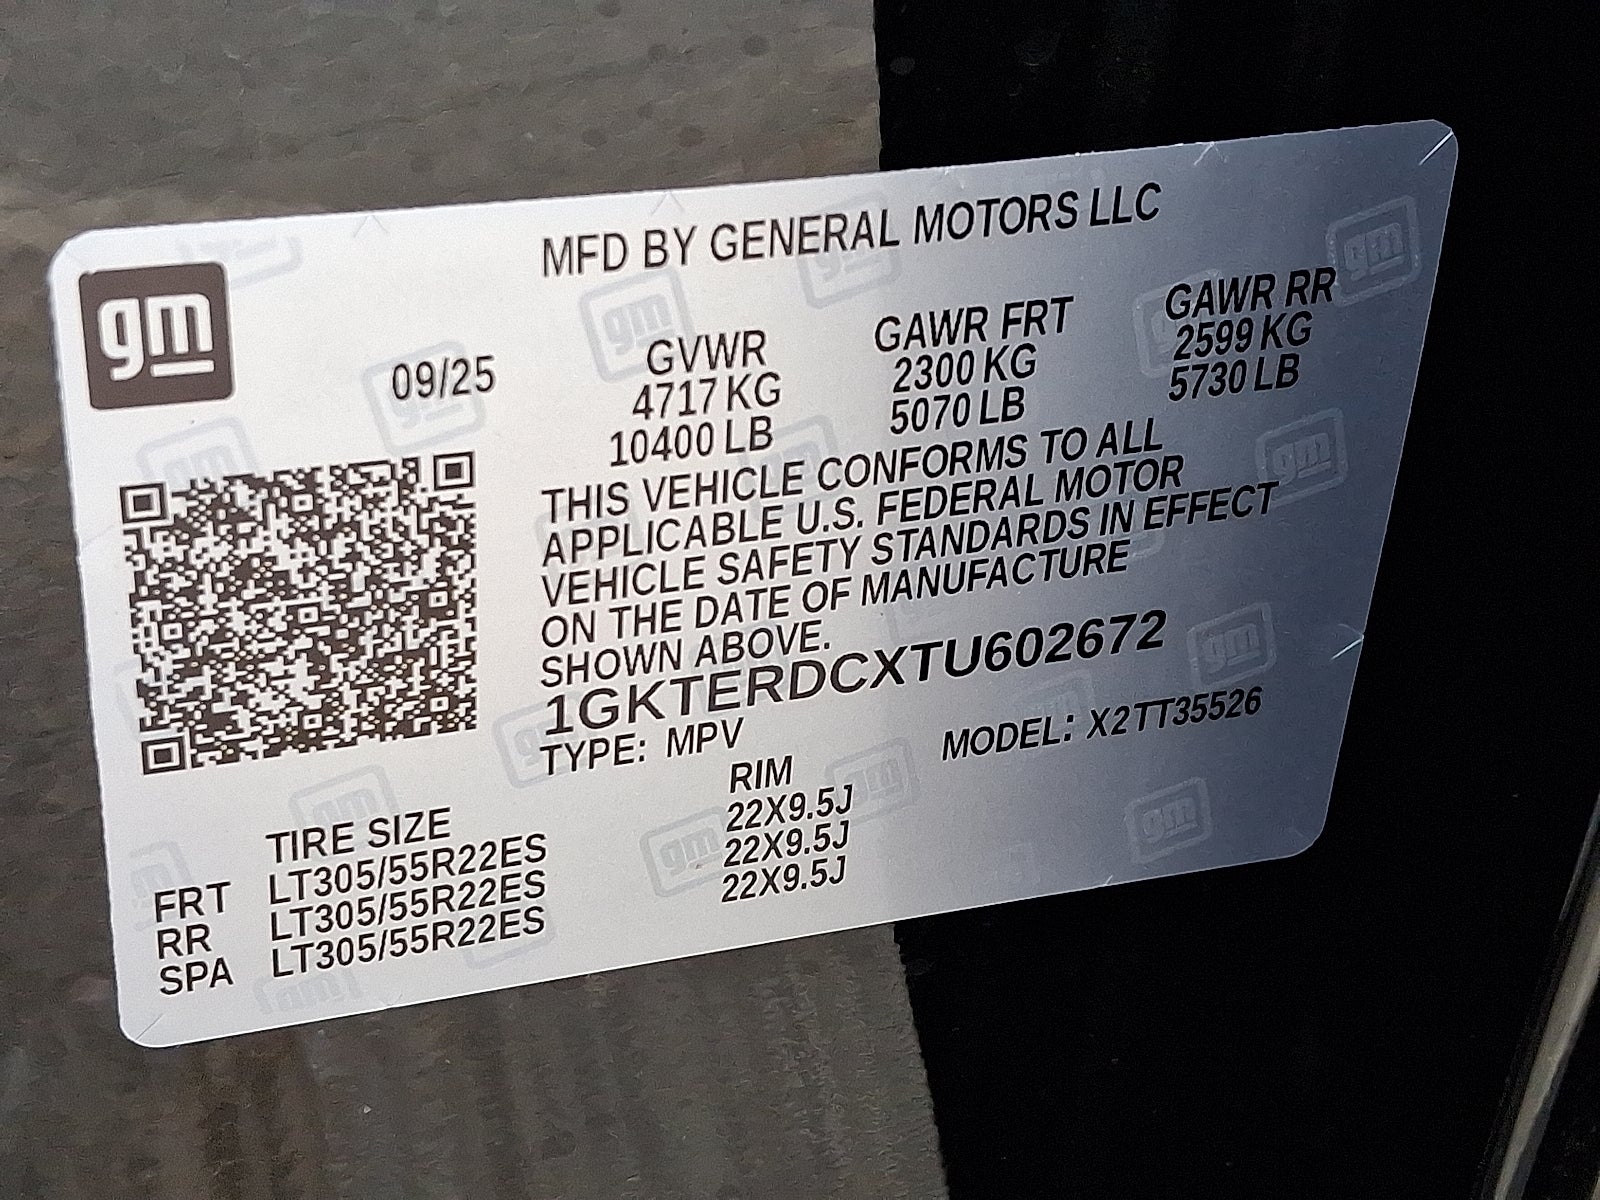 MFD BY GENERAL MOTORS LLC
gm
09/25
GVWR GAWR FRT GAWR RR
4717 KG 2300 KG 2599 KG
10400 LB 5070 LB 5730 LB
THIS VEHICLE CONFORMS TO ALL
APPLICABLE U.S. FEDERAL MOTOR
VEHICLE SAFETY STANDARDS IN EFFECT
ON THE DATE OF MANUFACTURE
SHOWN ABOVE.
1GKTERDCXTU602672
TYPE: MPV MODEL: X2TT35526
TIRE SIZE RIM
FRT LT305/55R22ES 22X9.5J
RR LT305/55R22ES 22X9.5J
SPA LT305/55R22ES 22X9.5J